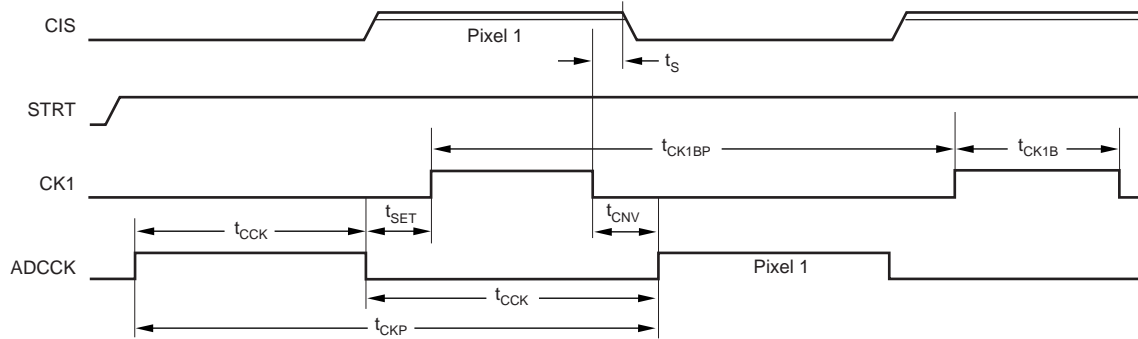 CIS
Pixel 1
tS
STRT
tCK1BP
tCK1B
CK1
tSET
tCNV
tCCK
ADCCK
Pixel 1
tCCK
tCKP